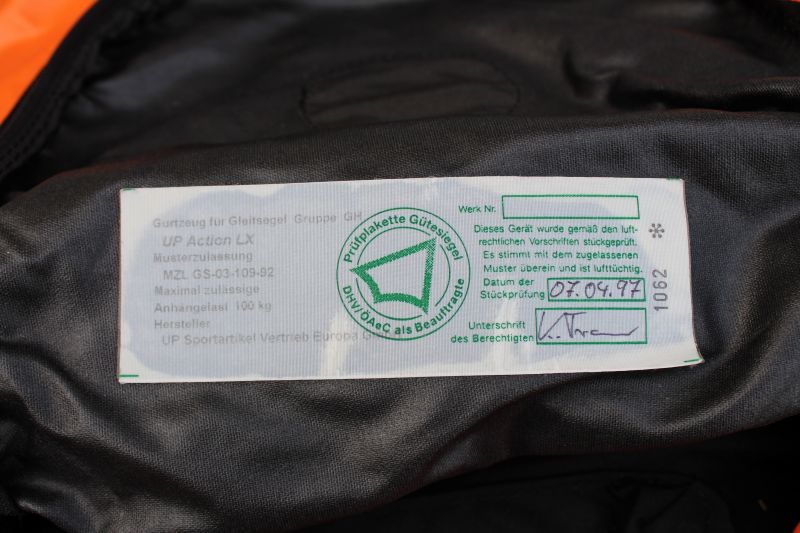 Gurtzeug für Gleitsegel Gruppe GH
UP Action LX
Musterzulassung
MZL GS-03-109-92
Maximal zulässige
Anhängelast 100 kg
Hersteller
UP Sportartikel Vertrieb Europa
Prüfplakette Gütesiegel
DHV/ÖAeC als Beauftragte
Werk Nr.
Dieses Gerät wurde gemäß den luft-
rechtlichen Vorschriften stückgeprüft.
Es stimmt mit dem zugelassenen
Muster überein und ist lufttüchtig.
Datum der
Stückprüfung 07.04.97
Unterschrift
des Berechtigten
1062 *